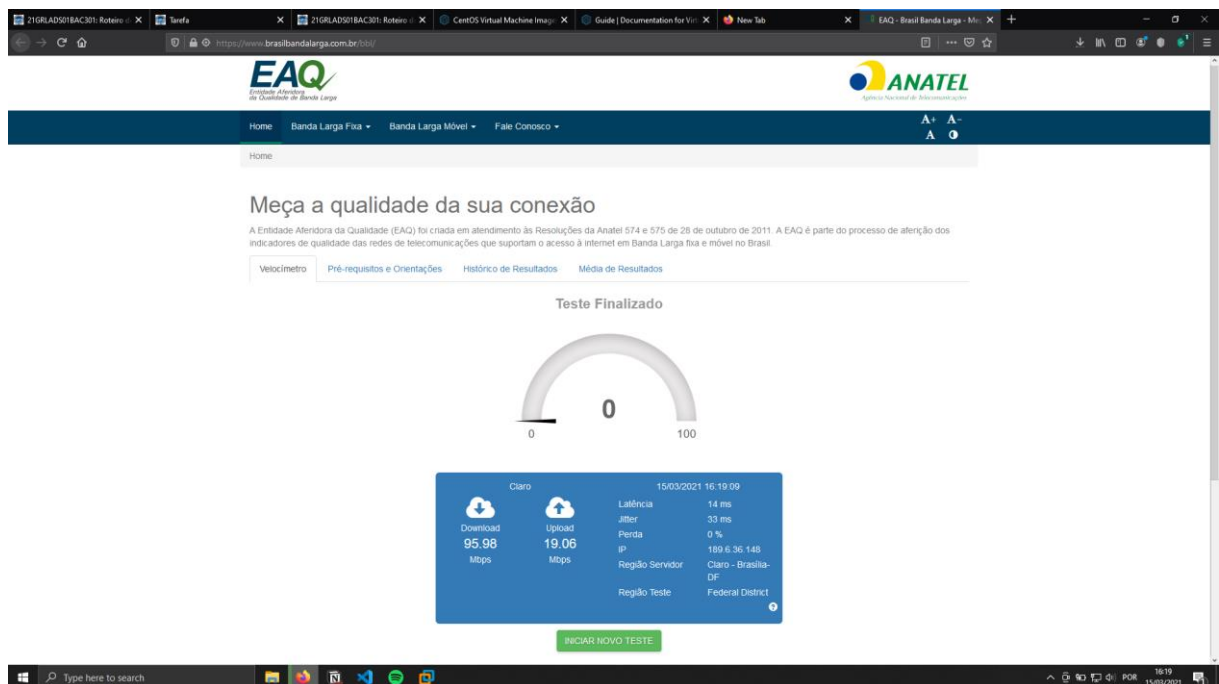 21GRLADS01BAC301: Roteiro d
Tarefa
21GRLADS01BAC301: Roteiro d
CentOS Virtual Machine Image
Guide | Documentation for Virt
New Tab
EAQ - Brasil Banda Larga - Me
https://www.brasilbandalarga.com.br/bbl/
EAQ
Entidade Aferidora
da Qualidade de Banda Larga
ANATEL
Agência Nacional de Telecomunicações
Home Banda Larga Fixa Banda Larga Móvel Fale Conosco
A+ A-
A
Home
Meça a qualidade da sua conexão
A Entidade Aferidora da Qualidade (EAQ) foi criada em atendimento às Resoluções da Anatel 574 e 575 de 28 de outubro de 2011. A EAQ é parte do processo de aferição dos
indicadores de qualidade das redes de telecomunicações que suportam o acesso à internet em Banda Larga fixa e móvel no Brasil.
Velocímetro Pré-requisitos e Orientações Histórico de Resultados Média de Resultados
Teste Finalizado
0
0 100
Claro 15/03/2021 16:19:09
Download
95.98
Mbps
Upload
19.06
Mbps
Latência 14 ms
Jitter 33 ms
Perda 0 %
IP 189.6.36.148
Região Servidor Claro - Brasília-
DF
Região Teste Federal District
INICIAR NOVO TESTE
Type here to search
POR
16:19
15/03/2021